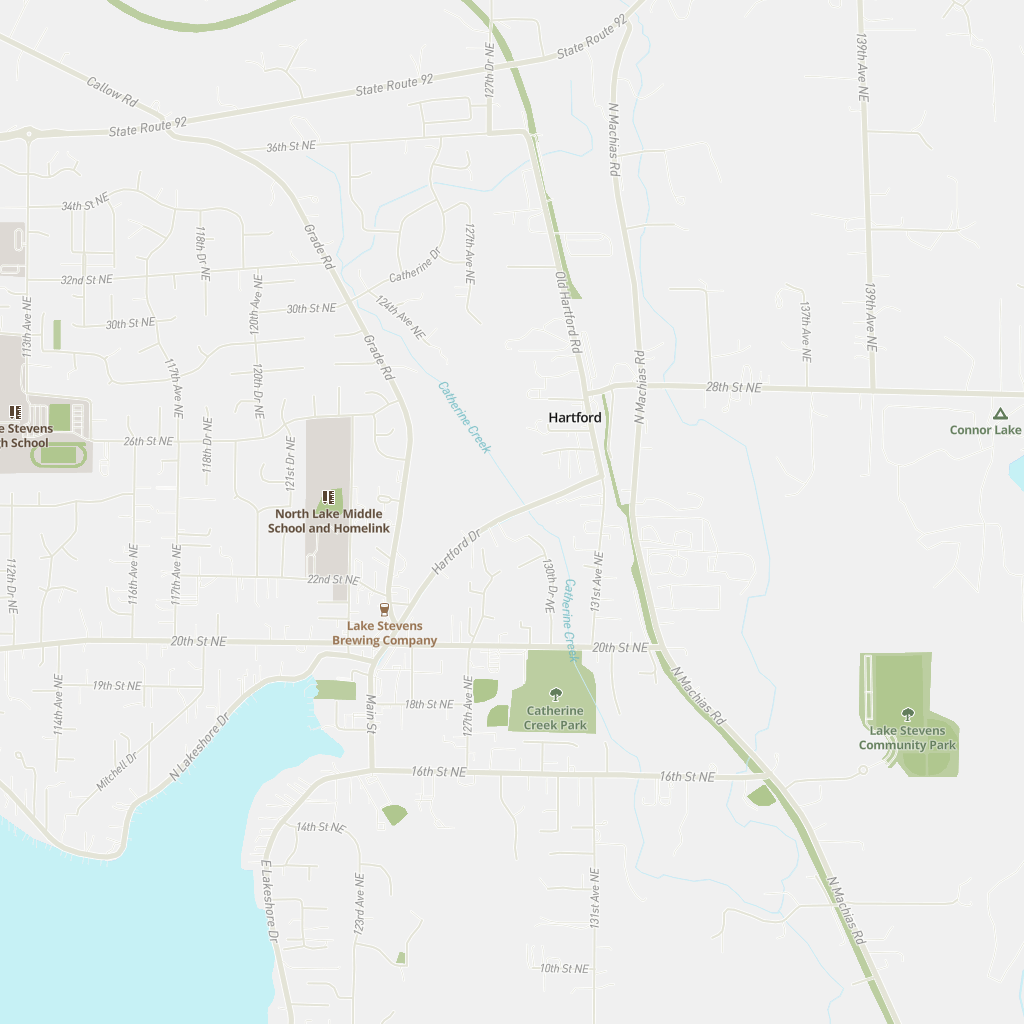 State Route 92
127th Dr NE
139th Ave NE
Callow Rd
State Route 92
State Route 92
N Machias Rd
36th St NE
34th St NE
118th Dr NE
Grade Rd
127th Ave NE
Catherine Dr
32nd St NE
120th Ave NE
30th St NE
124th Ave NE
Old Hartford Rd
137th Ave NE
139th Ave NE
113th Ave NE
30th St NE
Grade Rd
117th Ave NE
120th Dr NE
N Machias Rd
28th St NE
Catherine Creek
Hartford
Connor Lake
e Stevens
gh School
26th St NE
118th Dr NE
121st Dr NE
North Lake Middle
School and Homelink
Hartford Dr
112th Dr NE
116th Ave NE
117th Ave NE
22nd St NE
130th Dr NE
Catherine Creek
131st Ave NE
Lake Stevens
Brewing Company
20th St NE
20th St NE
19th St NE
114th Ave NE
N Lakeshore Dr
Mitchell Dr
Main St
18th St NE
127th Ave NE
Catherine
Creek Park
N Machias Rd
Lake Stevens
Community Park
16th St NE
16th St NE
14th St NE
E Lakeshore Dr
123rd Ave NE
131st Ave NE
N Machias Rd
10th St NE